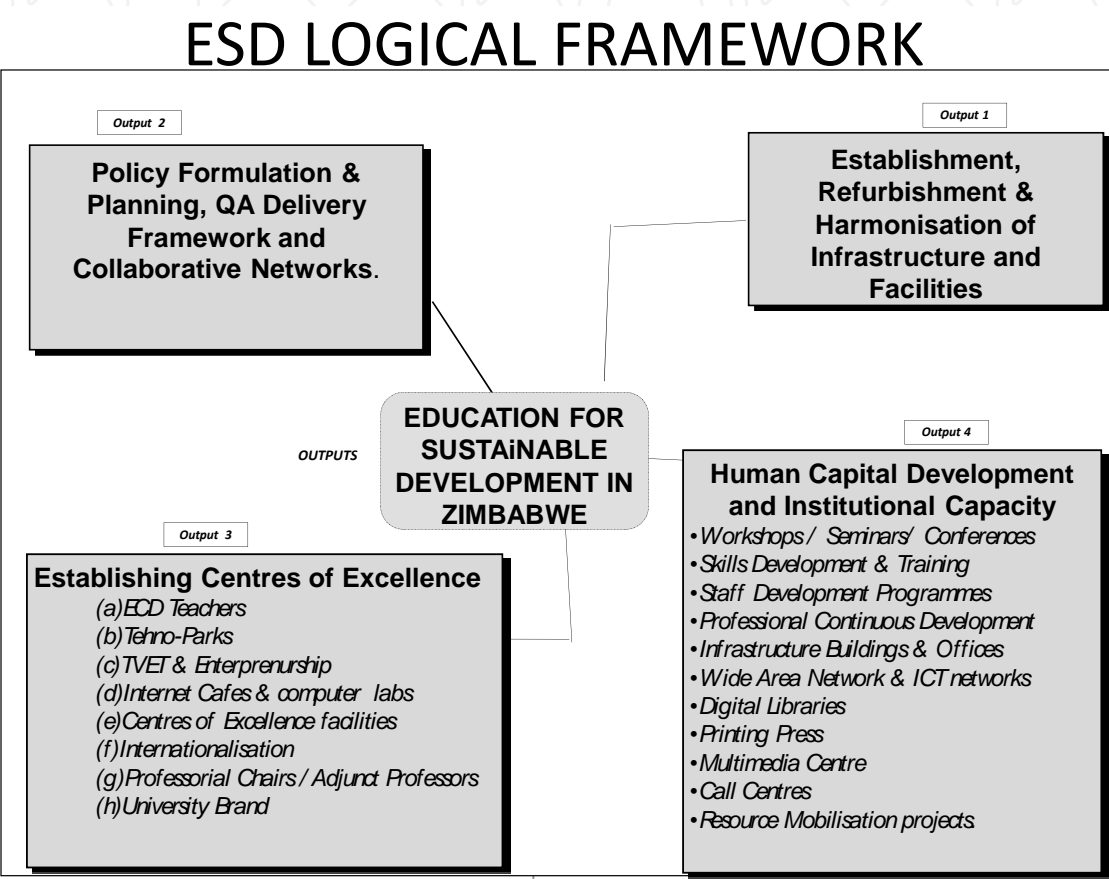 ESD LOGICAL FRAMEWORK
Output 2
Policy Formulation &
Planning, QA Delivery
Framework and
Collaborative Networks.
Output 1
Establishment,
Refurbishment &
Harmonisation of
Infrastructure and
Facilities
OUTPUTS
EDUCATION FOR
SUSTAiNABLE
DEVELOPMENT IN
ZIMBABWE
Output 3
Establishing Centres of Excellence
(a)ECD Teachers
(b)Tehno-Parks
(c)TVET & Enterprenurship
(d)Internet Cafes & computer labs
(e)Centres of Excellence facilities
(f)Internationalisation
(g)Professorial Chairs / Adjunct Professors
(h)University Brand
Output 4
Human Capital Development
and Institutional Capacity
•Workshops / Seminars/ Conferences
•Skills Development & Training
•Staff Development Programmes
•Professional Continuous Development
•Infrastructure Buildings & Offices
•Wide Area Network & ICT networks
•Digital Libraries
•Printing Press
•Multimedia Centre
•Call Centres
•Resource Mobilisation projects.